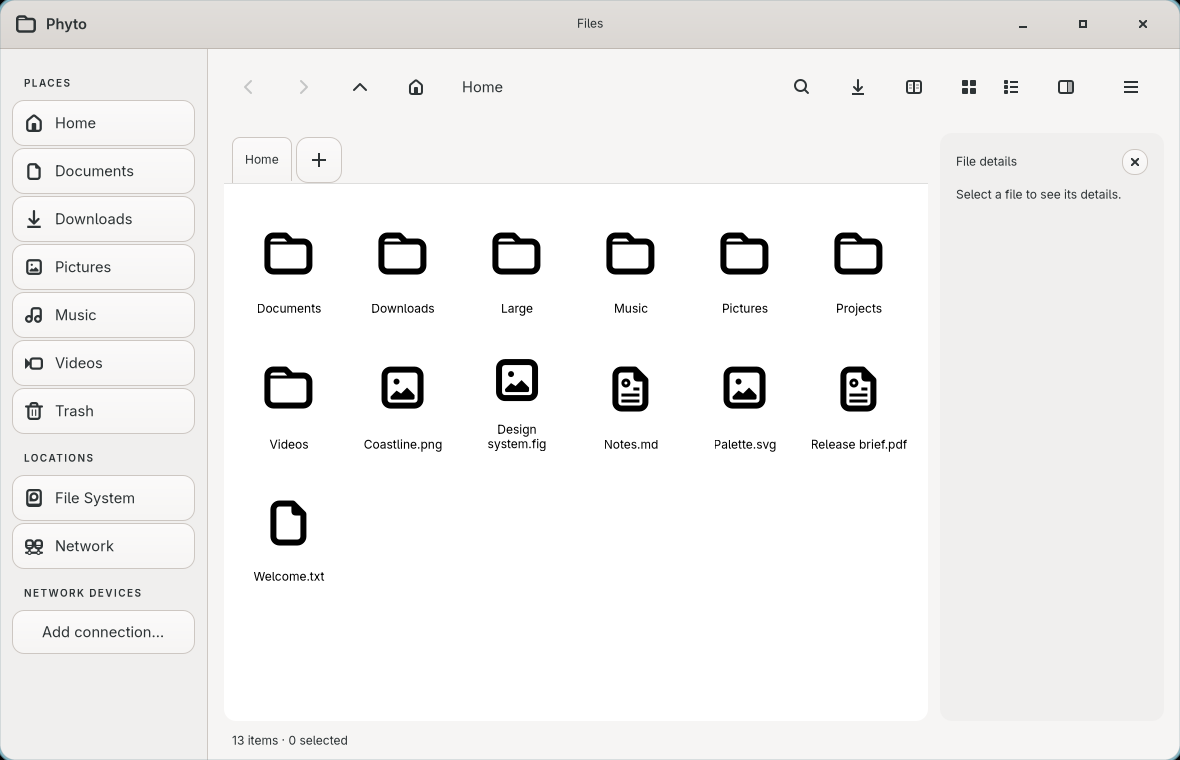 Phyto
Files
PLACES
Home
Documents
Downloads
Pictures
Music
Videos
Trash
LOCATIONS
File System
Network
NETWORK DEVICES
Add connection...
Home
Home
Documents
Downloads
Large
Music
Pictures
Projects
Videos
Coastline.png
Design
system.fig
Notes.md
Palette.svg
Release brief.pdf
Welcome.txt
13 items · 0 selected
File details
Select a file to see its details.